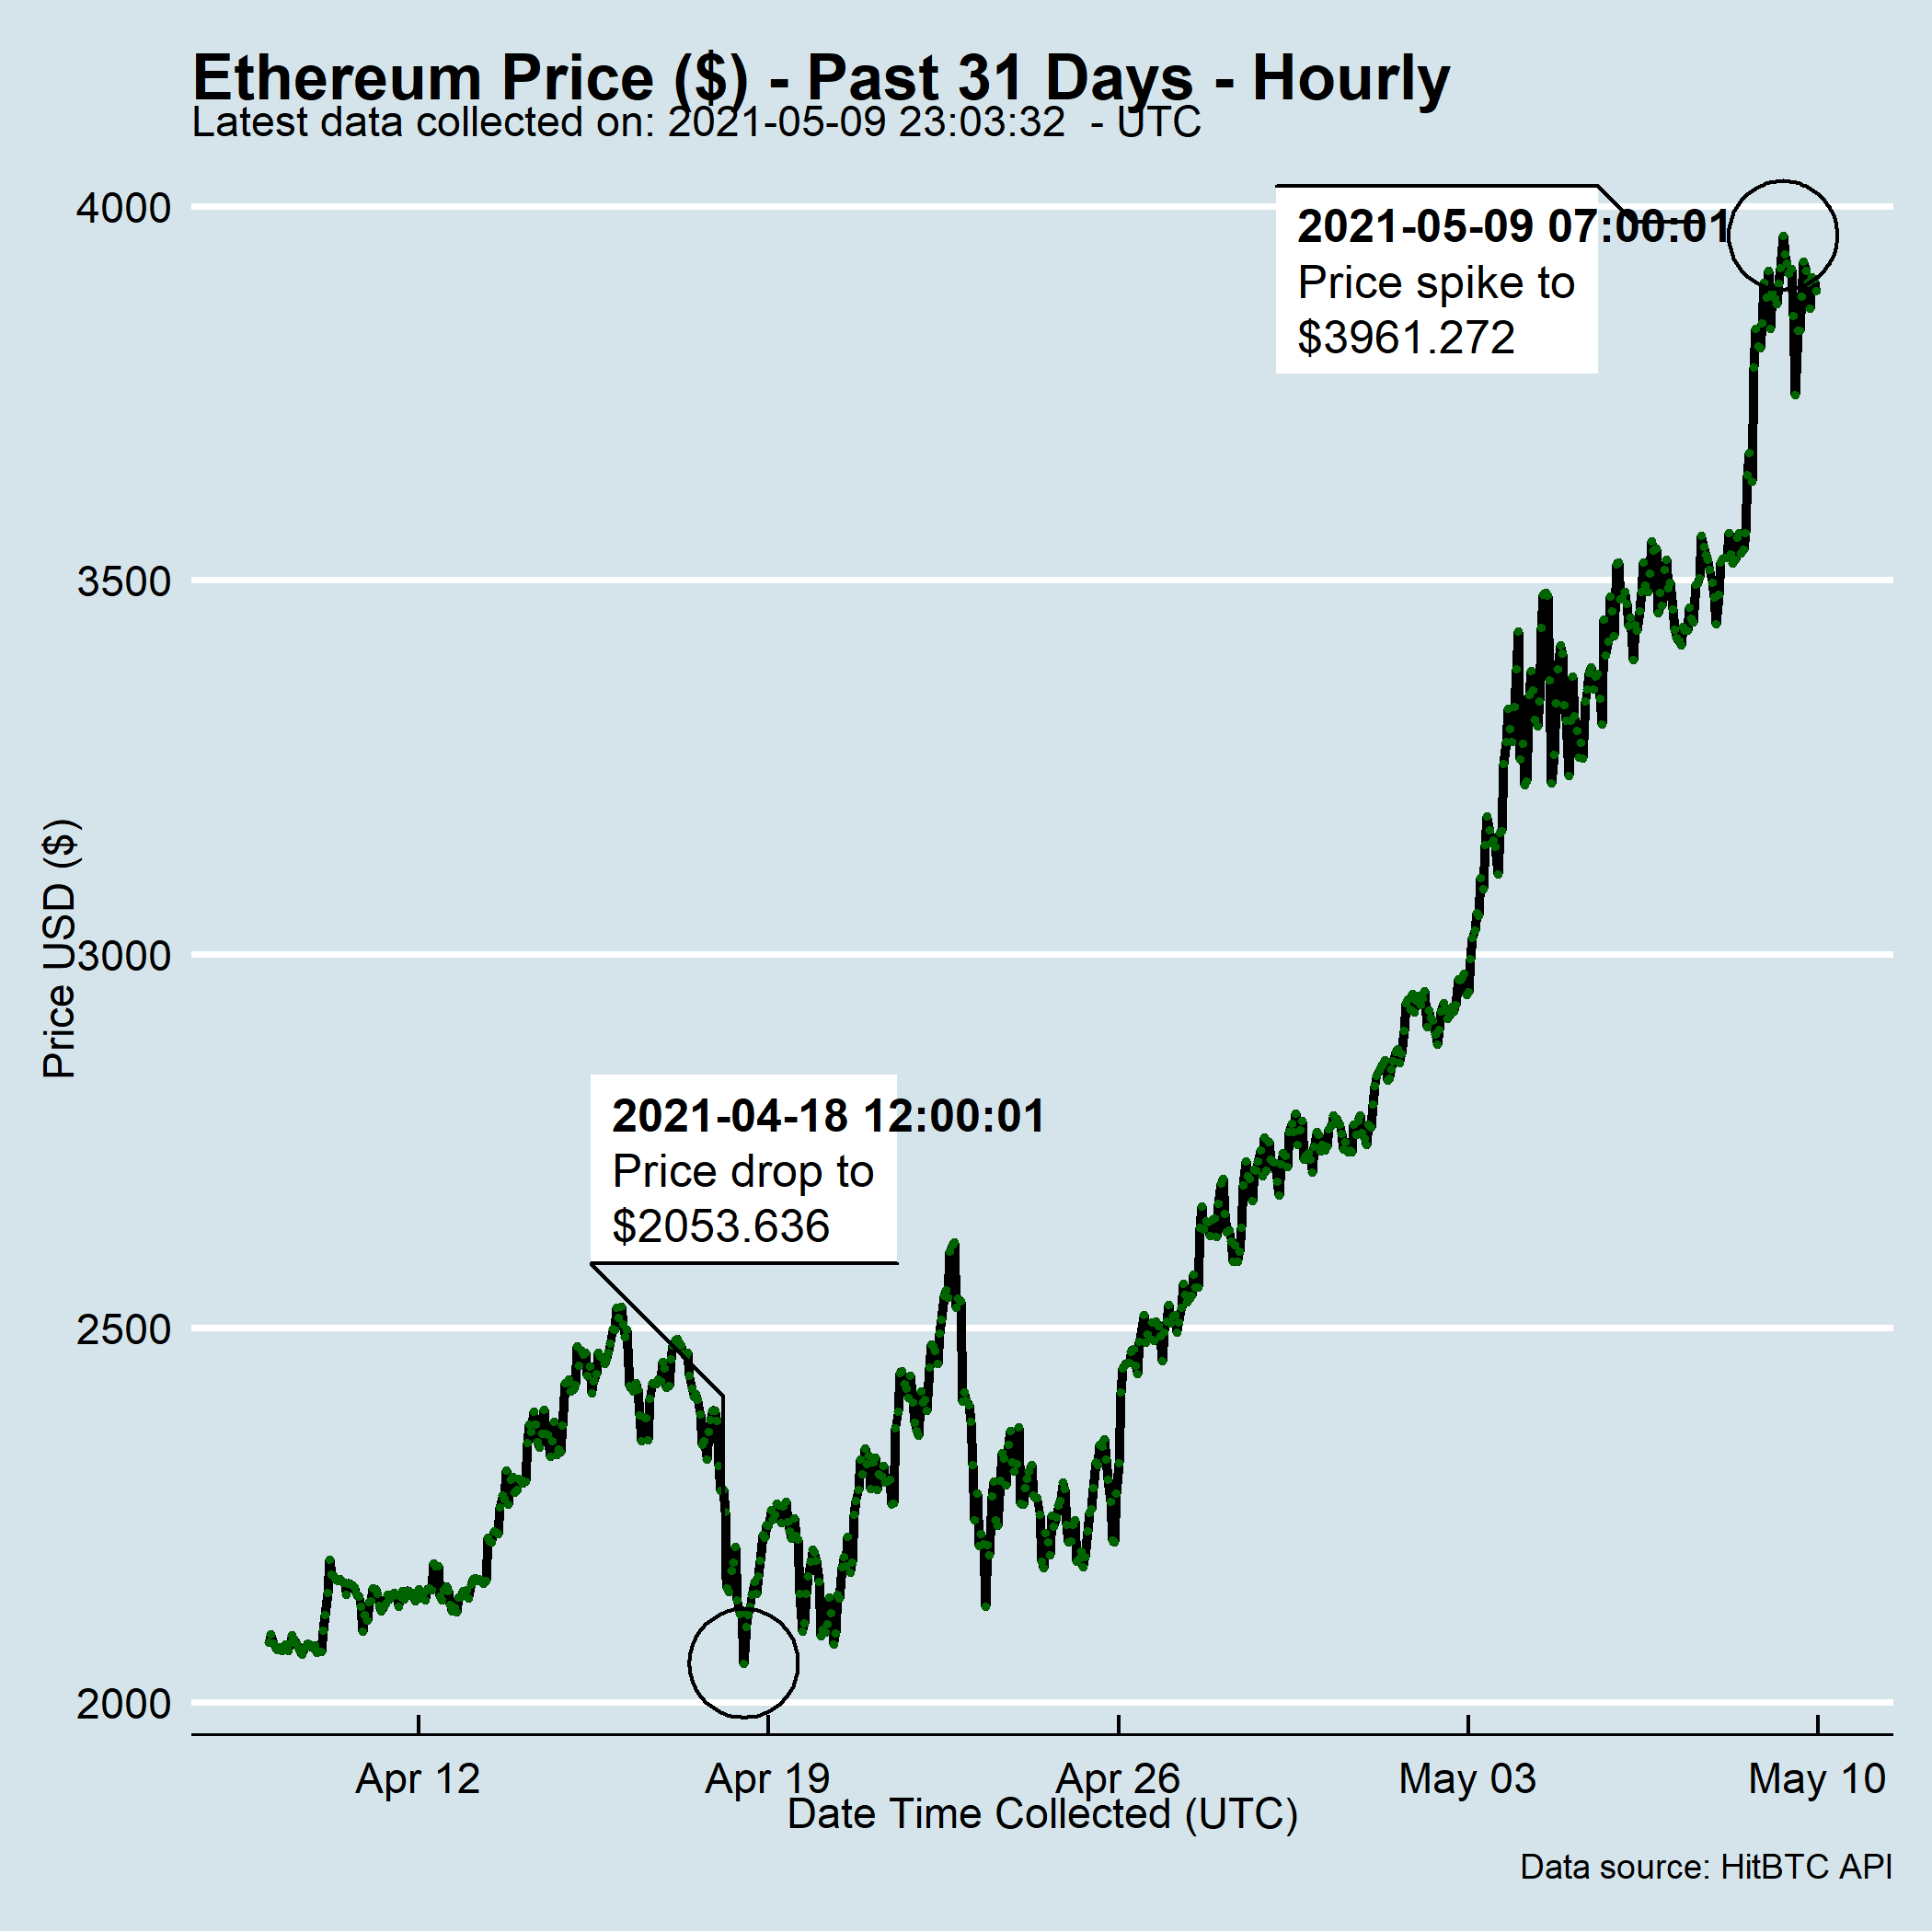 Ethereum Price ($) - Past 31 Days - Hourly
Latest data collected on: 2021-05-09 23:03:32  - UTC
4000
3500
3000
2500
2000
Price USD ($)
2021-05-09 07:00:01
Price spike to
$3961.272
2021-04-18 12:00:01
Price drop to
$2053.636
Apr 12
Apr 19
Apr 26
May 03
May 10
Date Time Collected (UTC)
Data source: HitBTC API